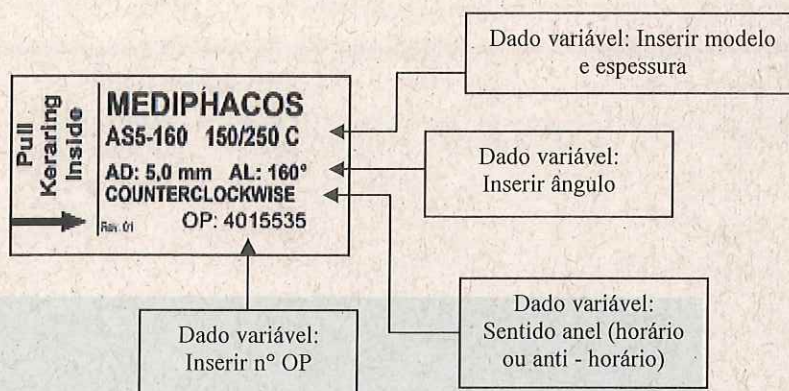 Dado variável: Inserir modelo
e espessura
Pull
Keraring
Inside
MEDIPHACOS
AS5-160 150/250 C
AD: 5,0 mm AL: 160°
COUNTERCLOCKWISE
Rev. 01
OP: 4015535
Dado variável:
Inserir ângulo
Dado variável:
Sentido anel (horário
ou anti - horário)
Dado variável:
Inserir nº OP